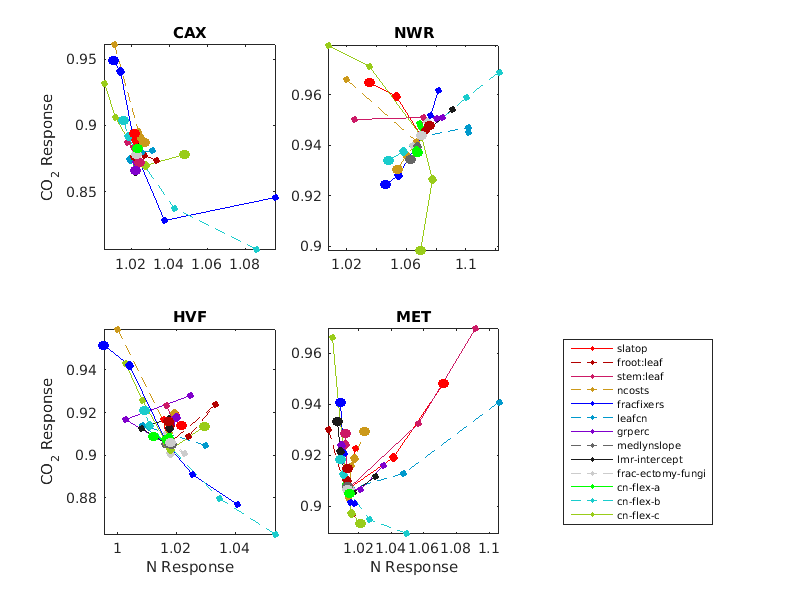 CAX
NWR
0.95
0.9
0.85
CO2 Response
1.02 1.04 1.06 1.08
0.96
0.94
0.92
0.9
1.02 1.06 1.1
HVF
MET
0.94
0.92
0.9
0.88
CO2 Response
1 1.02 1.04
N Response
0.96
0.94
0.92
0.9
1.02 1.04 1.06 1.08 1.1
N Response
slatop
froot:leaf
stem:leaf
ncosts
fracfixers
leafcn
grperc
medlynslope
lmr-intercept
frac-ectomy-fungi
cn-flex-a
cn-flex-b
cn-flex-c